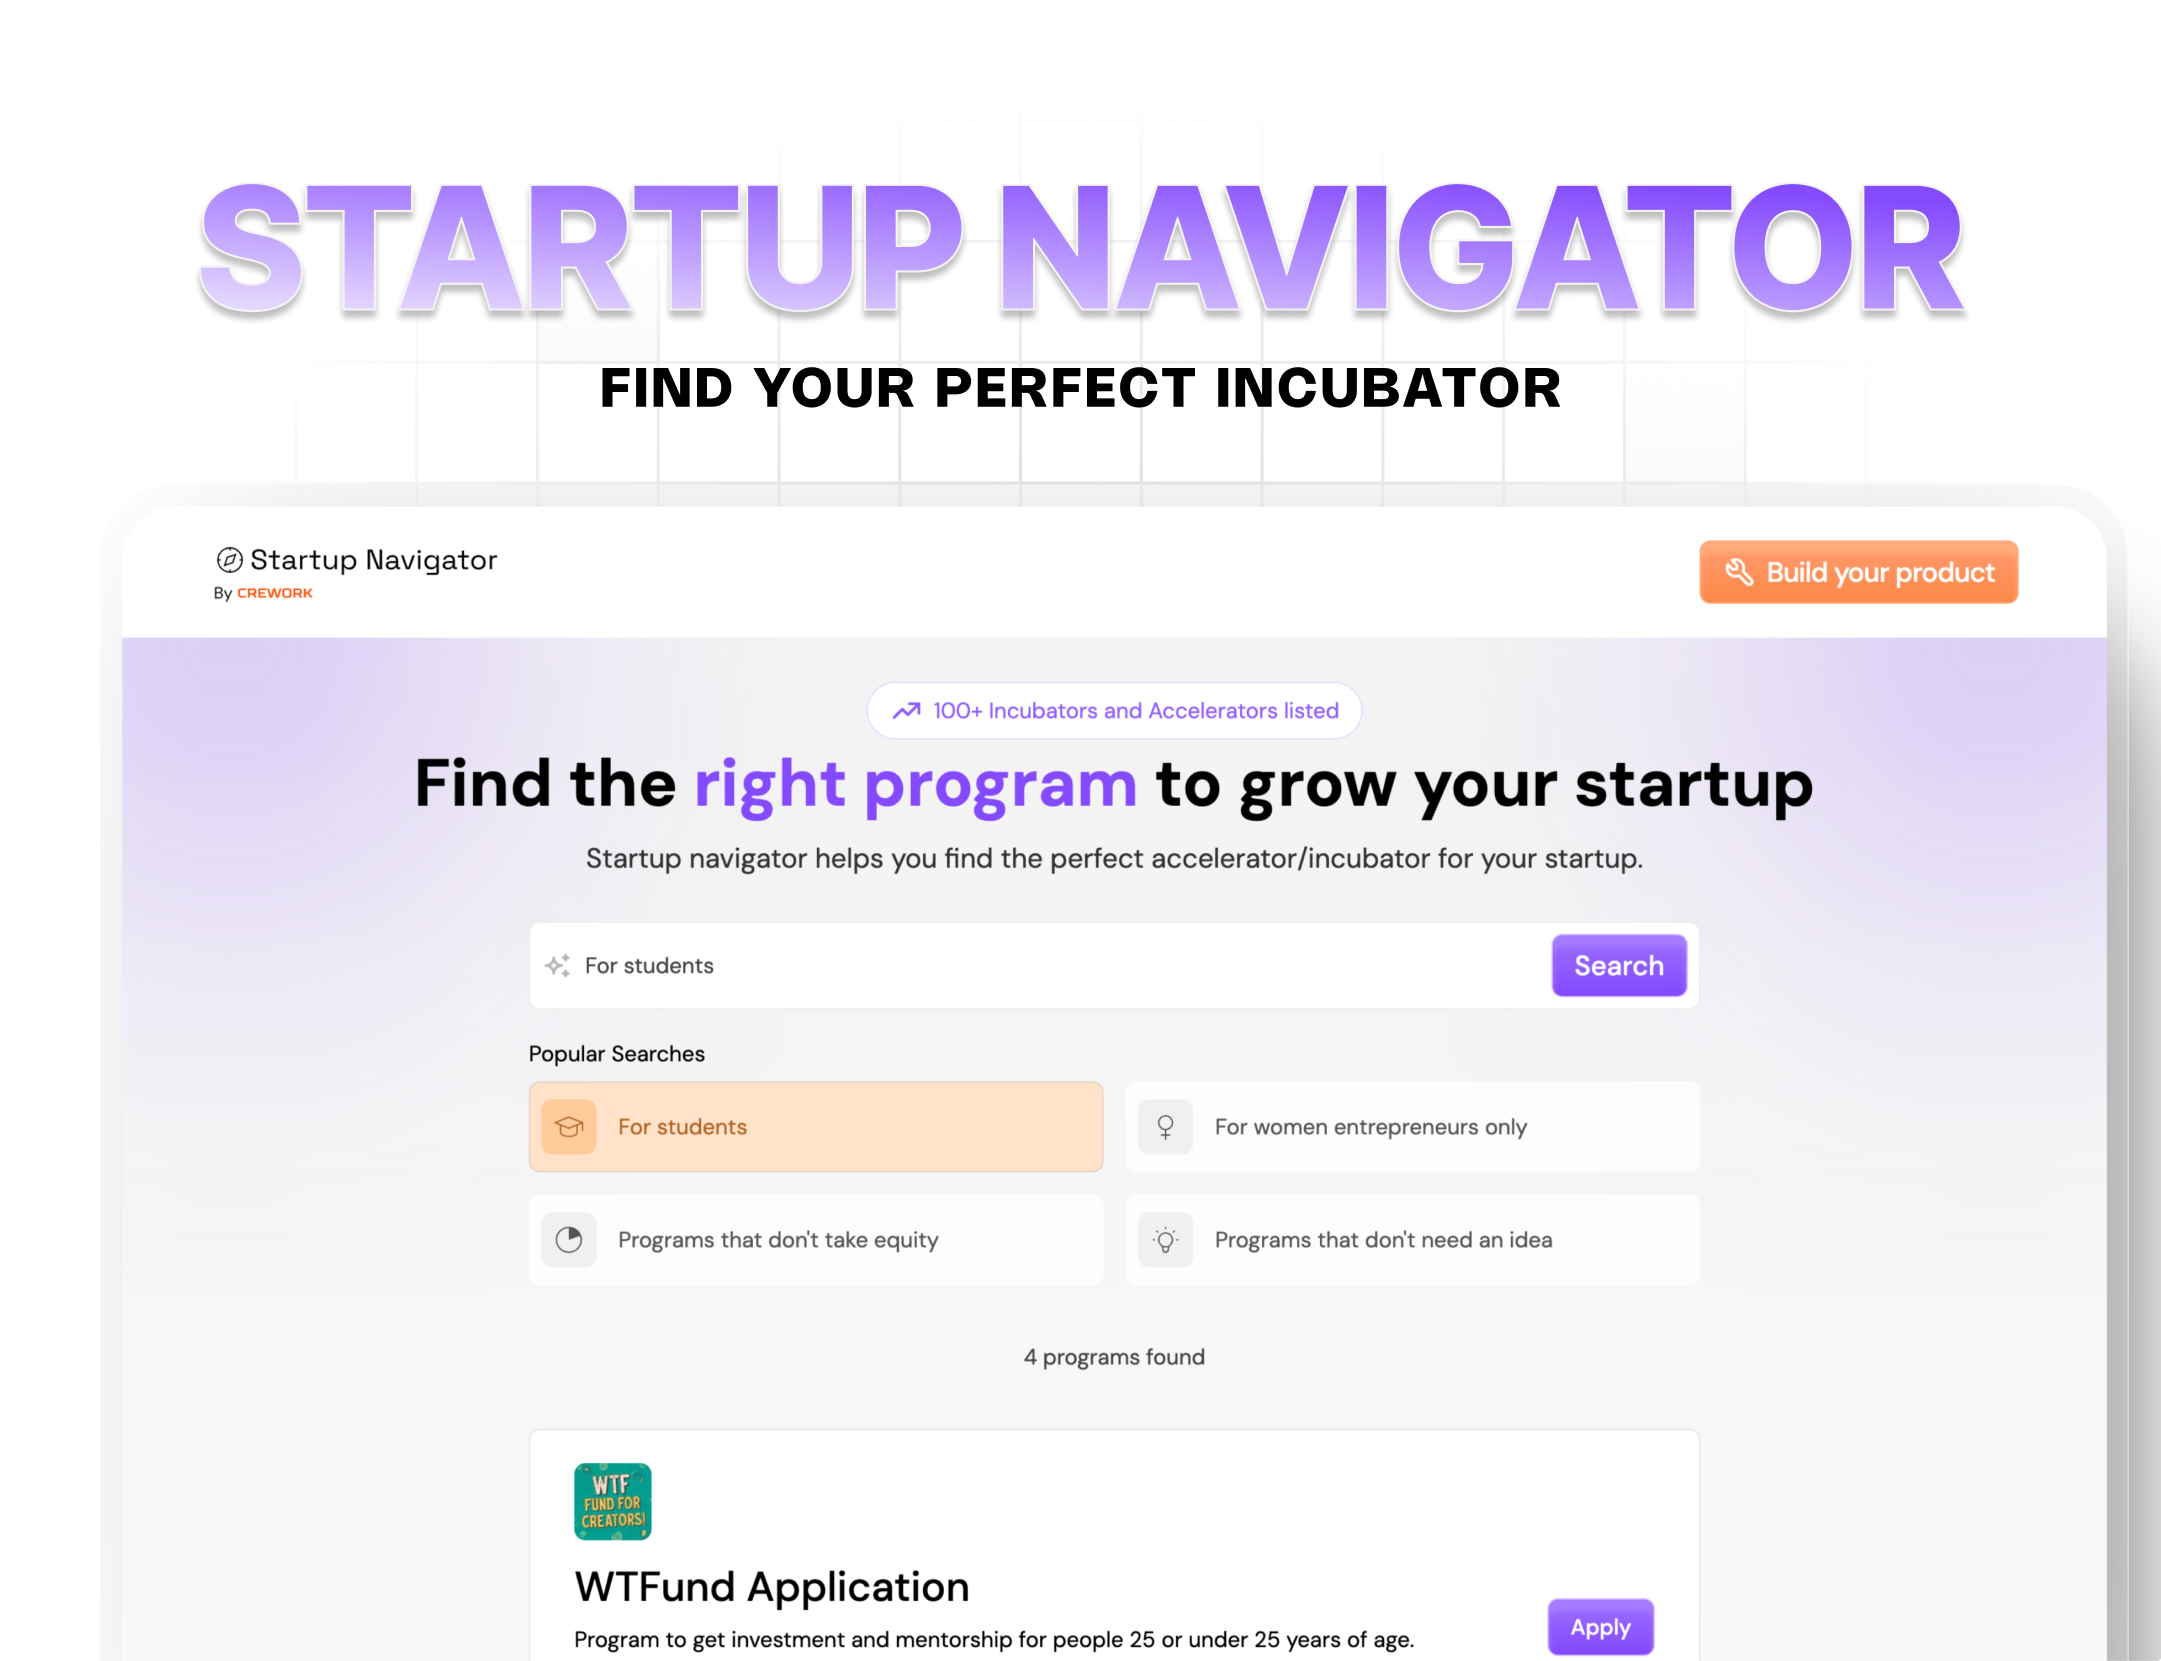 STARTUP NAVIGATOR
FIND YOUR PERFECT INCUBATOR
Startup Navigator
By CREWORK
Build your product
100+ Incubators and Accelerators listed
Find the right program to grow your startup
Startup navigator helps you find the perfect accelerator/incubator for your startup.
For students
Search
Popular Searches
For students
For women entrepreneurs only
Programs that don't take equity
Programs that don't need an idea
4 programs found
WTF
FUND FOR
CREATORS!
WTFund Application
Program to get investment and mentorship for people 25 or under 25 years of age.
Apply